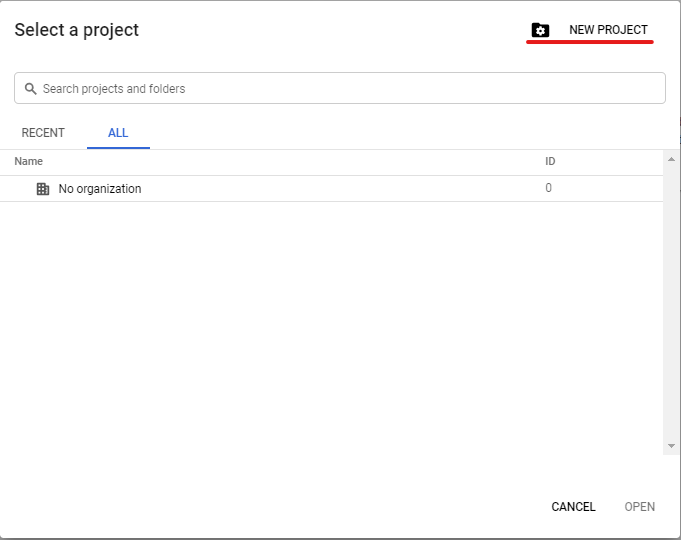 Select a project
NEW PROJECT
Search projects and folders
RECENT ALL
Name ID
No organization 0
CANCEL OPEN